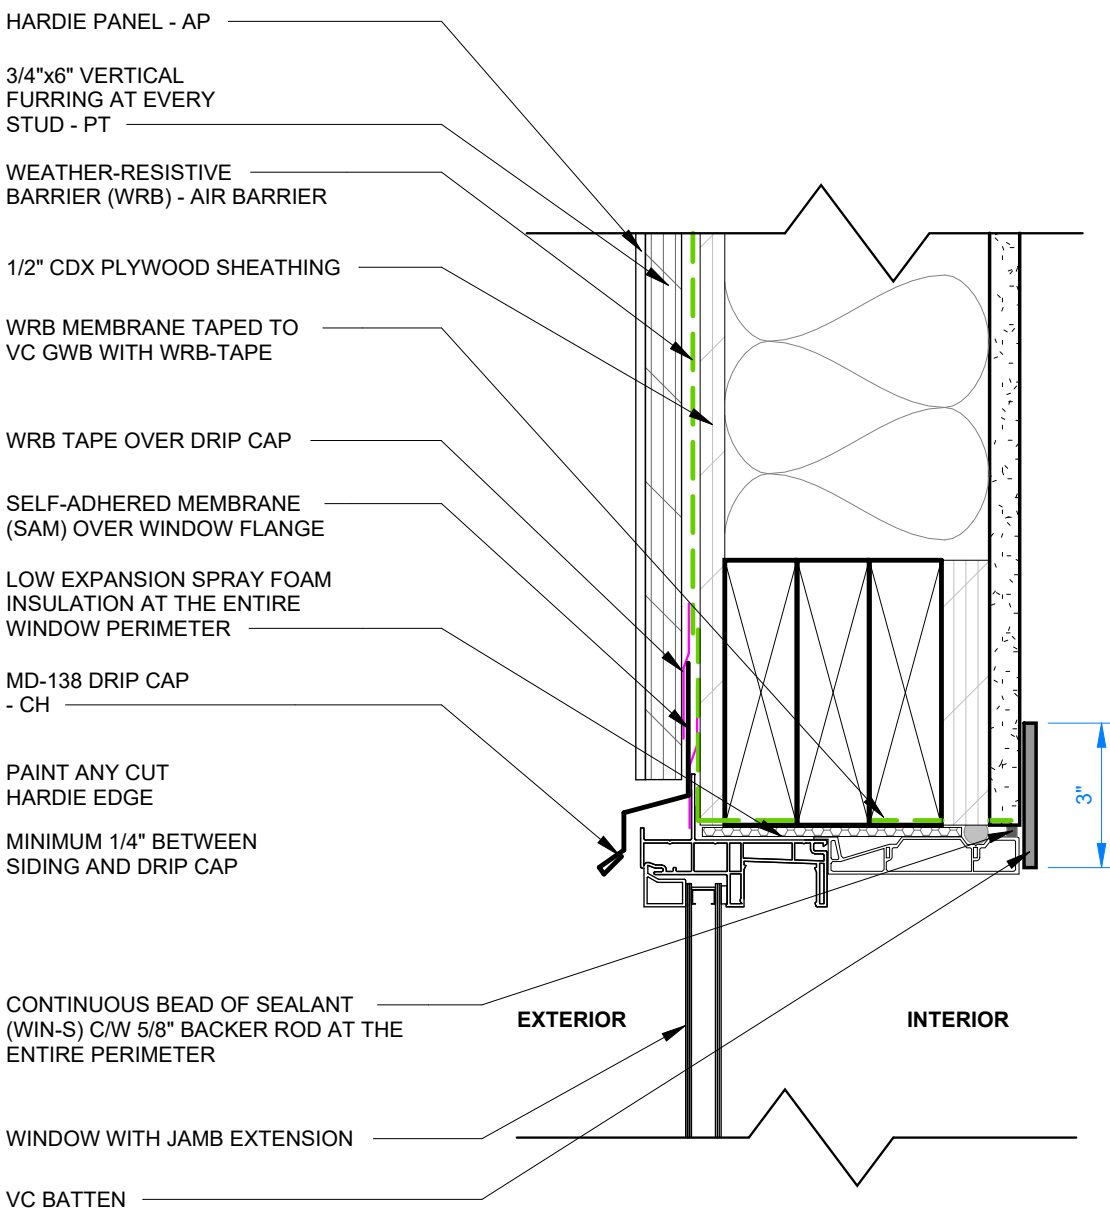 HARDIE PANEL - AP
3/4"x6" VERTICAL
FURRING AT EVERY
STUD - PT
WEATHER-RESISTIVE
BARRIER (WRB) - AIR BARRIER
1/2" CDX PLYWOOD SHEATHING
WRB MEMBRANE TAPED TO
VC GWB WITH WRB-TAPE
WRB TAPE OVER DRIP CAP
SELF-ADHERED MEMBRANE
(SAM) OVER WINDOW FLANGE
LOW EXPANSION SPRAY FOAM
INSULATION AT THE ENTIRE
WINDOW PERIMETER
MD-138 DRIP CAP
- CH
PAINT ANY CUT
HARDIE EDGE
MINIMUM 1/4" BETWEEN
SIDING AND DRIP CAP
3"
CONTINUOUS BEAD OF SEALANT
(WIN-S) C/W 5/8" BACKER ROD AT THE
ENTIRE PERIMETER
EXTERIOR
INTERIOR
WINDOW WITH JAMB EXTENSION
VC BATTEN